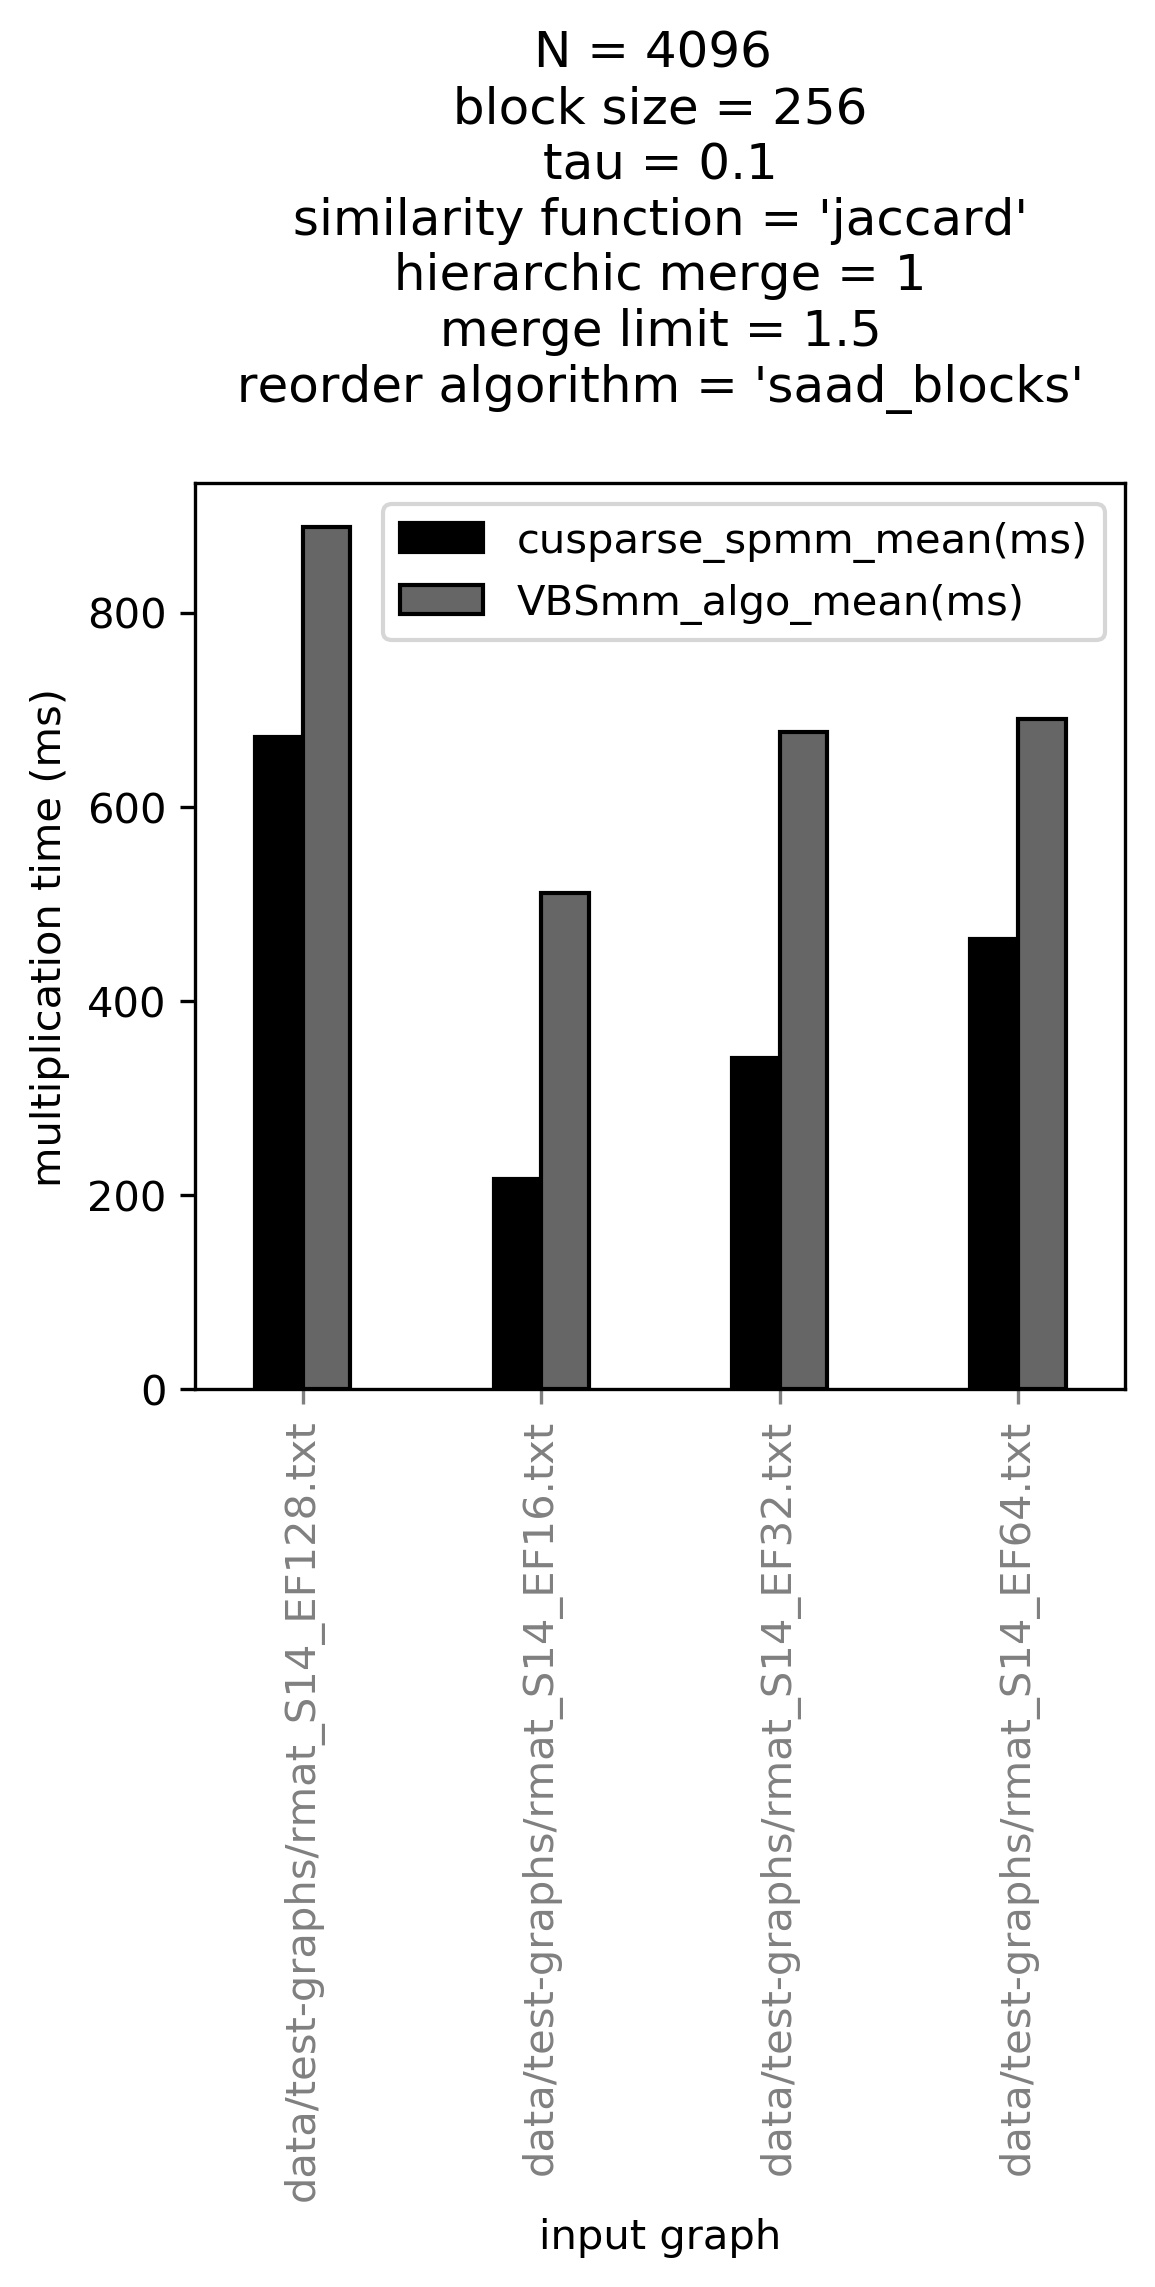 N = 4096
block size = 256
tau = 0.1
similarity function = 'jaccard'
hierarchic merge = 1
merge limit = 1.5
reorder algorithm = 'saad_blocks'
cusparse_spmm_mean(ms)
VBSmm_algo_mean(ms)
multiplication time (ms)
800
600
400
200
0
data/test-graphs/rmat_S14_EF128.txt
data/test-graphs/rmat_S14_EF16.txt
data/test-graphs/rmat_S14_EF32.txt
data/test-graphs/rmat_S14_EF64.txt
input graph